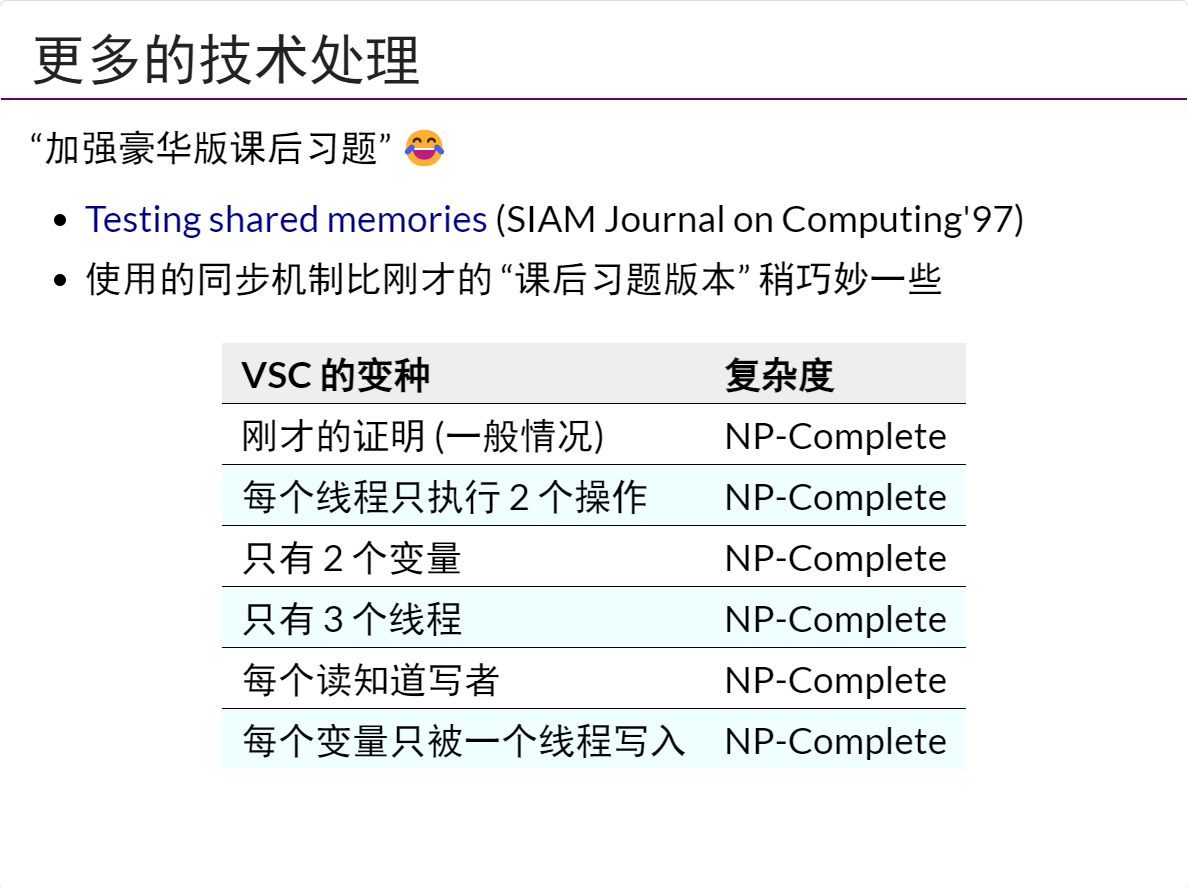 更多的技术处理
“加强豪华版课后习题” 😂
• Testing shared memories (SIAM Journal on Computing'97)
• 使用的同步机制比刚才的 “课后习题版本” 稍巧妙一些
VSC 的变种 复杂度
刚才的证明 (一般情况) NP-Complete
每个线程只执行 2 个操作 NP-Complete
只有 2 个变量 NP-Complete
只有 3 个线程 NP-Complete
每个读知道写者 NP-Complete
每个变量只被一个线程写入 NP-Complete